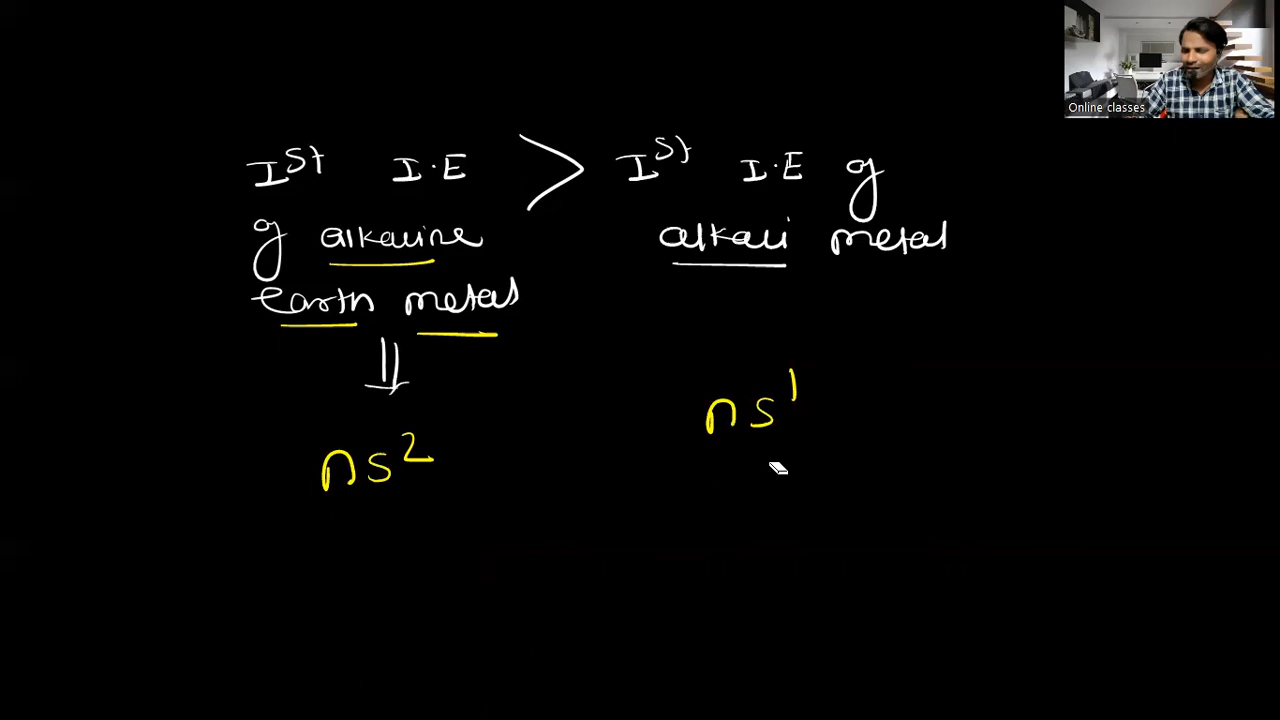 Online classes
Ist I.E > Ist I.E of
of alkaline alkali metal
earth metal
ns1
ns2